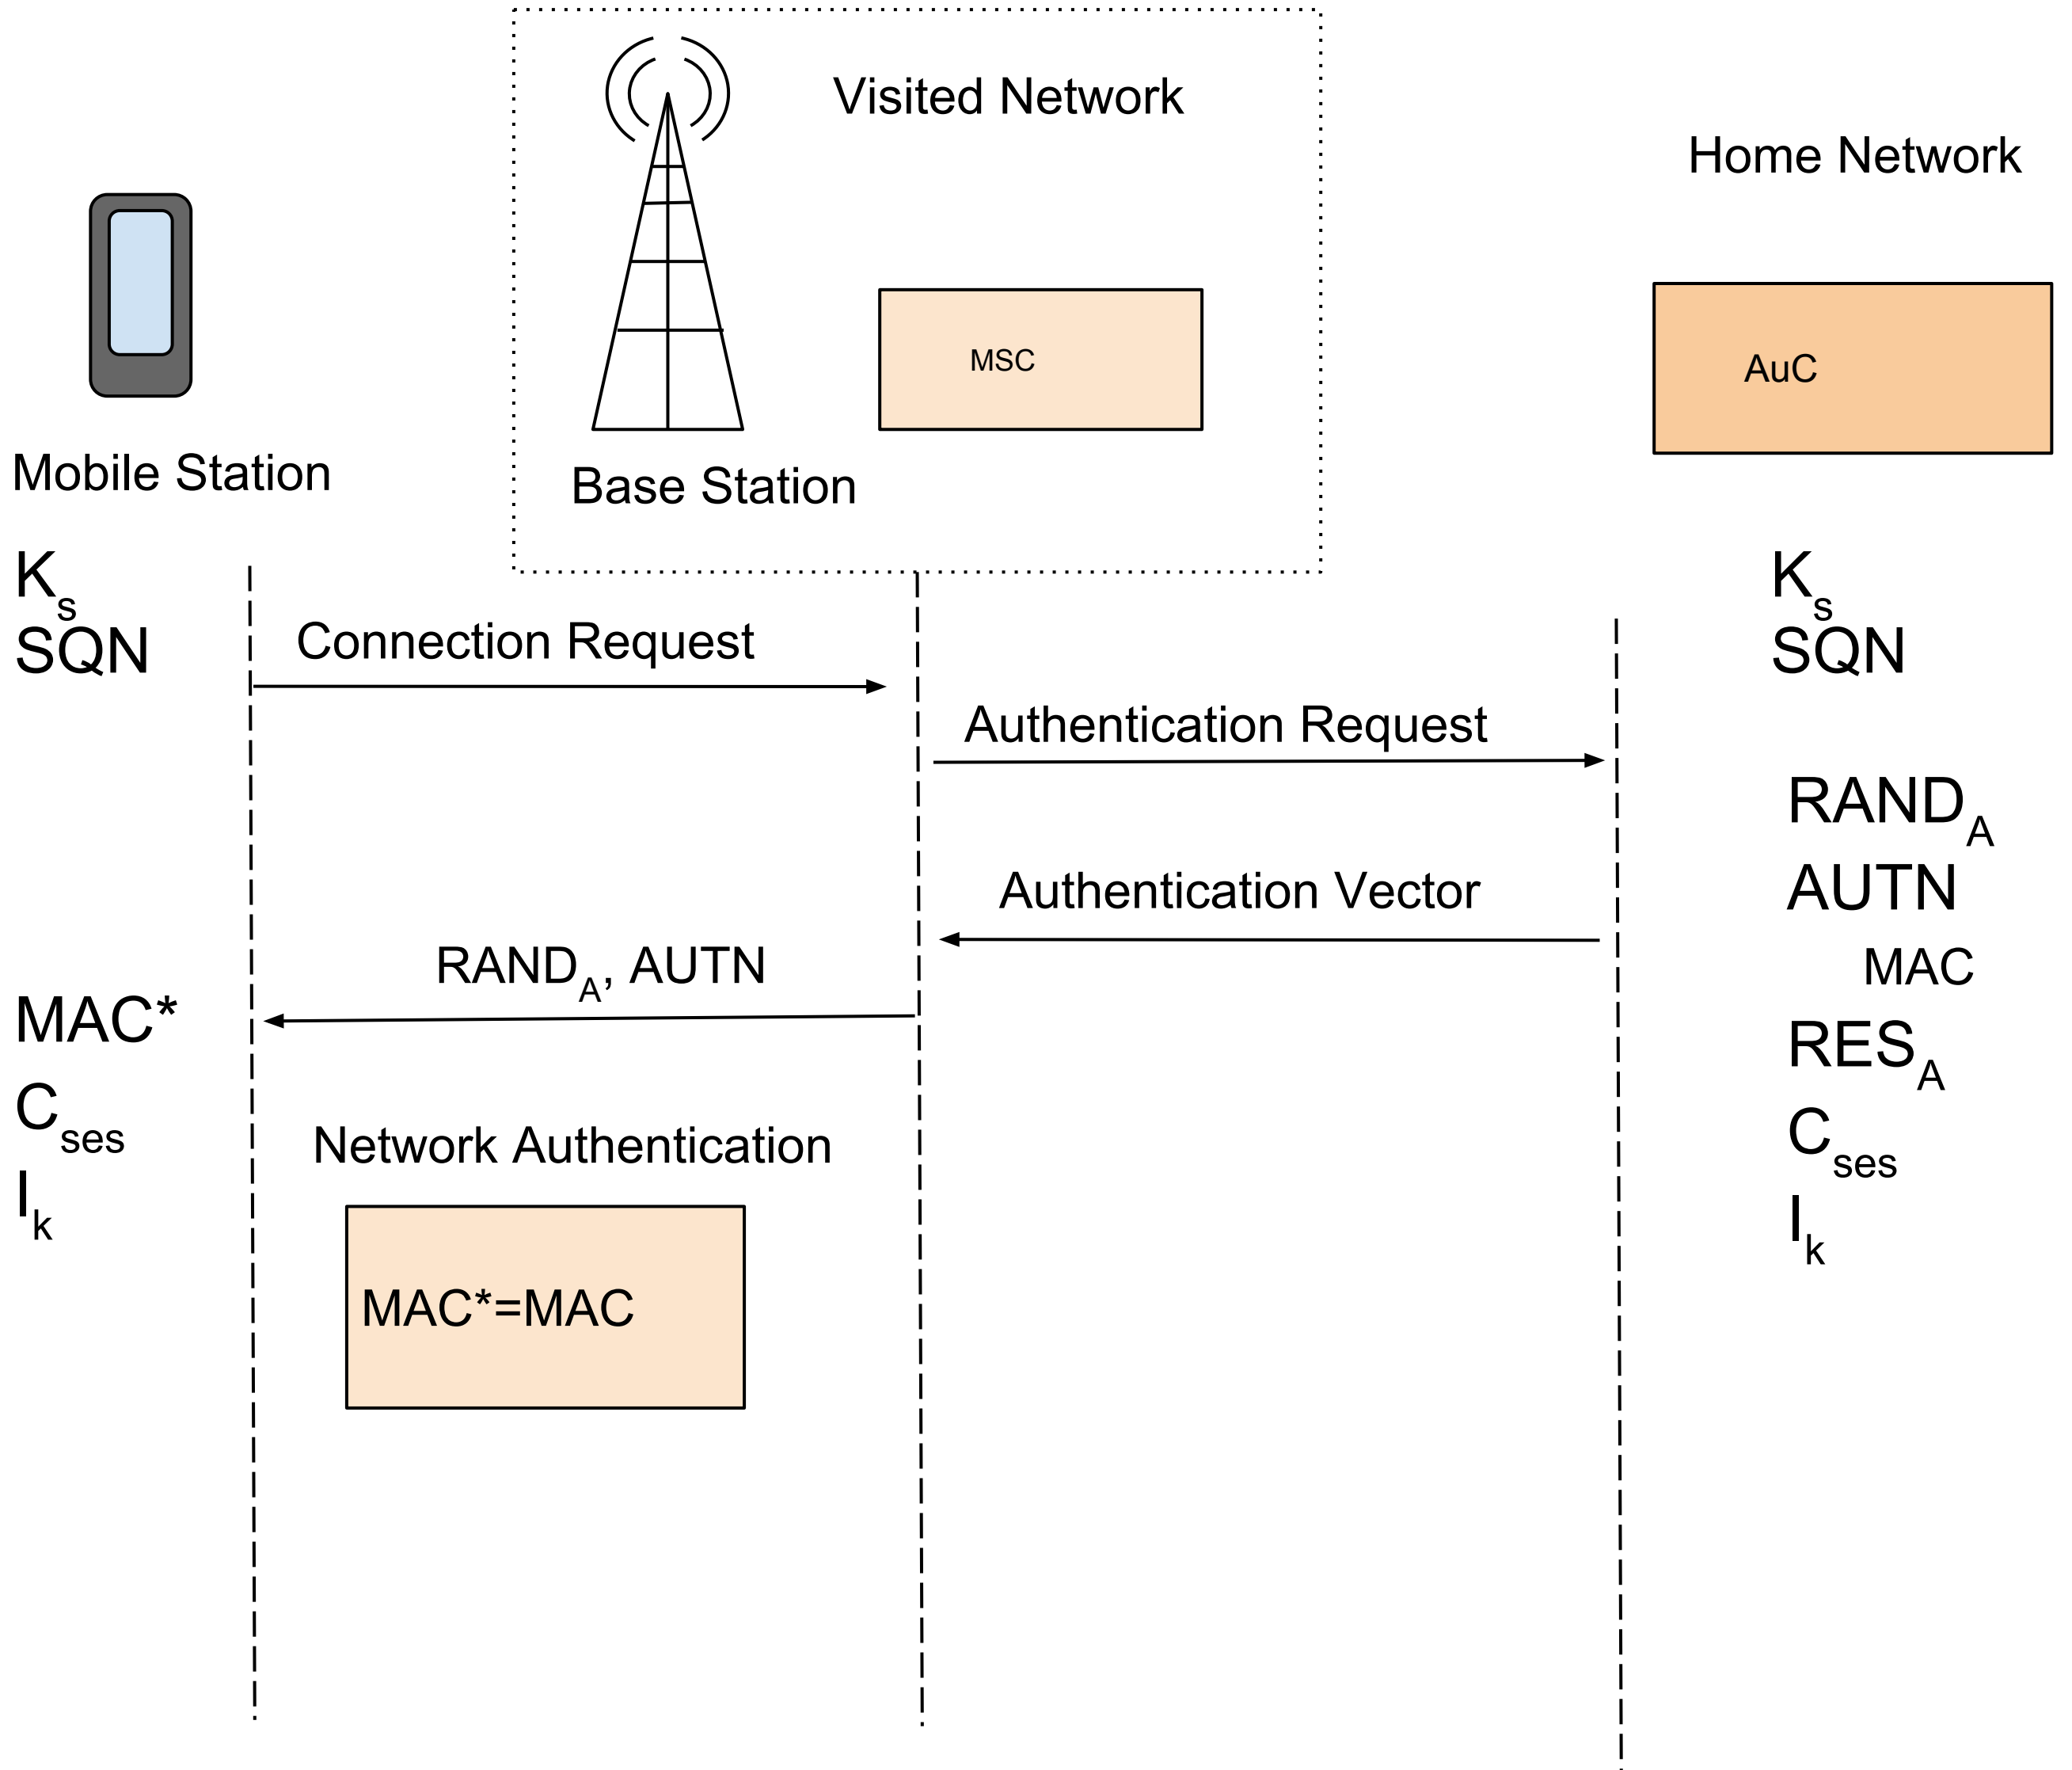 Visited Network
Home Network
MSC
AuC
Mobile Station
Base Station
Ks
SQN
Ks
SQN
Connection Request
Authentication Request
RANDA
AUTN
MAC
RESA
Cses
Ik
Authentication Vector
RANDA, AUTN
MAC*
Cses
Ik
Network Authentication
MAC*=MAC